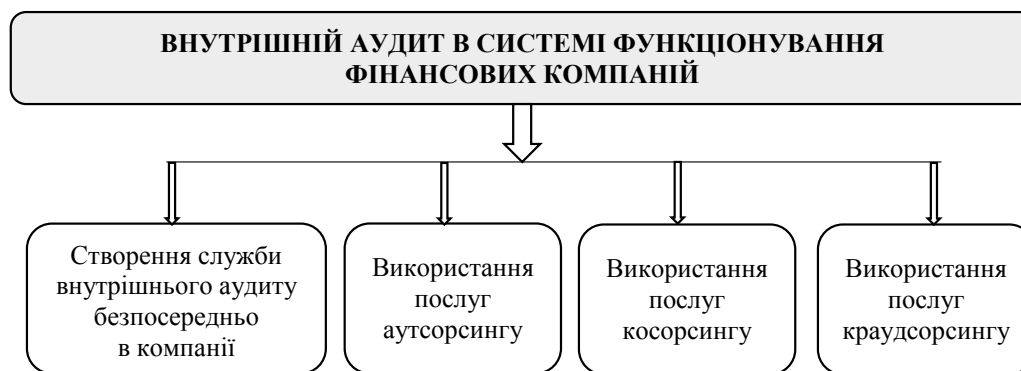 ВНУТРІШНІЙ АУДИТ В СИСТЕМІ ФУНКЦІОНУВАННЯ
ФІНАНСОВИХ КОМПАНІЙ
Створення служби
внутрішнього аудиту
безпосередньо
в компанії
Використання
послуг
аутсорсингу
Використання
послуг
косорсингу
Використання
послуг
краудсорсингу